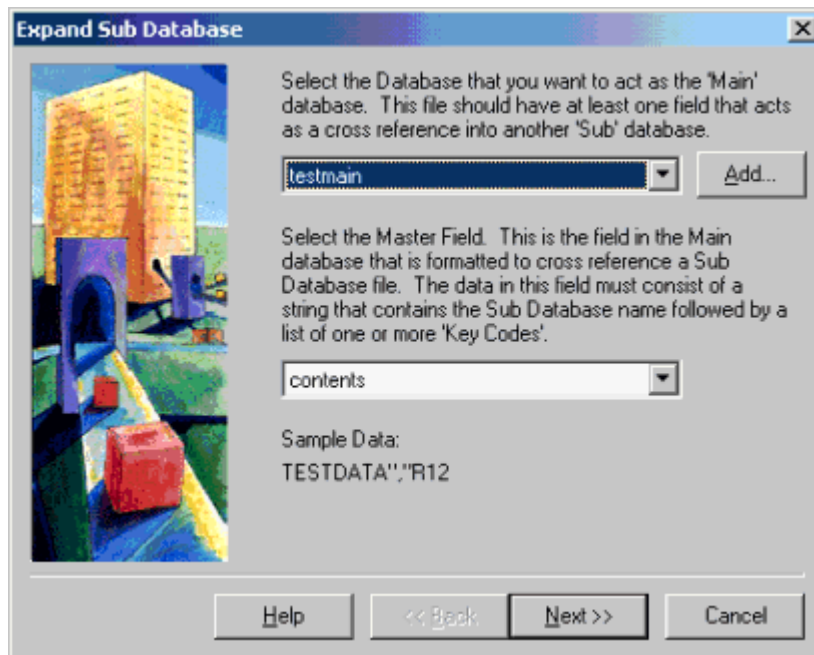 Expand Sub Database
Select the Database that you want to act as the 'Main'
database. This file should have at least one field that acts
as a cross reference into another 'Sub' database.
testmain
Add...
Select the Master Field. This is the field in the Main
database that is formatted to cross reference a Sub
Database file. The data in this field must consist of a
string that contains the Sub Database name followed by a
list of one or more 'Key Codes'.
contents
Sample Data:
TESTDATA","R12
Help
<< Back
Next >>
Cancel